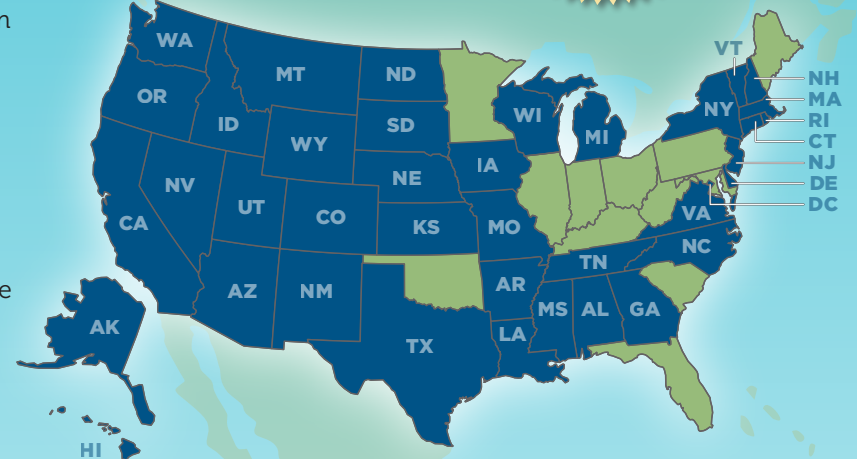 n
WA
VT
MT
ND
NH
OR
MA
NY
WI
RI
ID
SD
MI
CT
WY
NJ
IA
NE
NV
DE
UT
DC
CO
VA
CA
KS
MO
NC
TN
e
AR
AZ
NM
MS
AL
GA
AK
LA
TX
HI